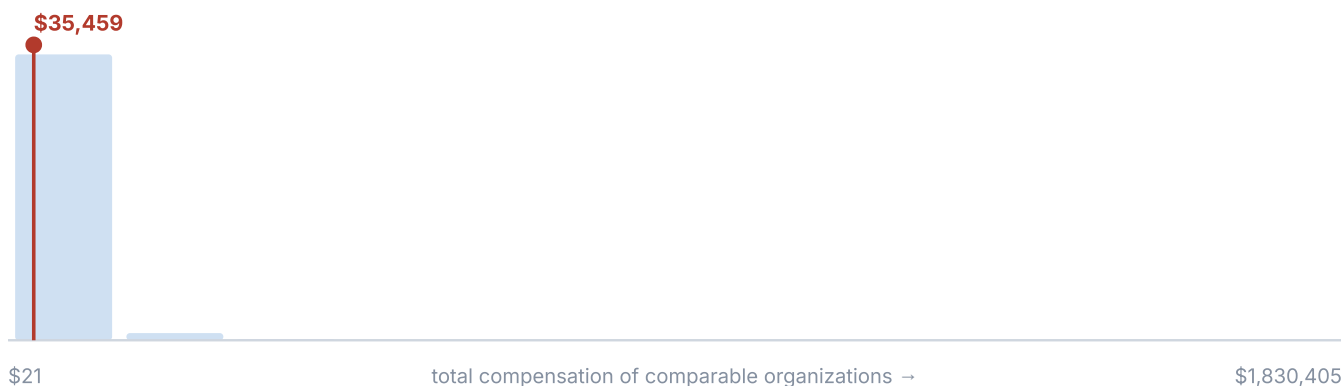 $35,459
$21 total compensation of comparable organizations → $1,830,405